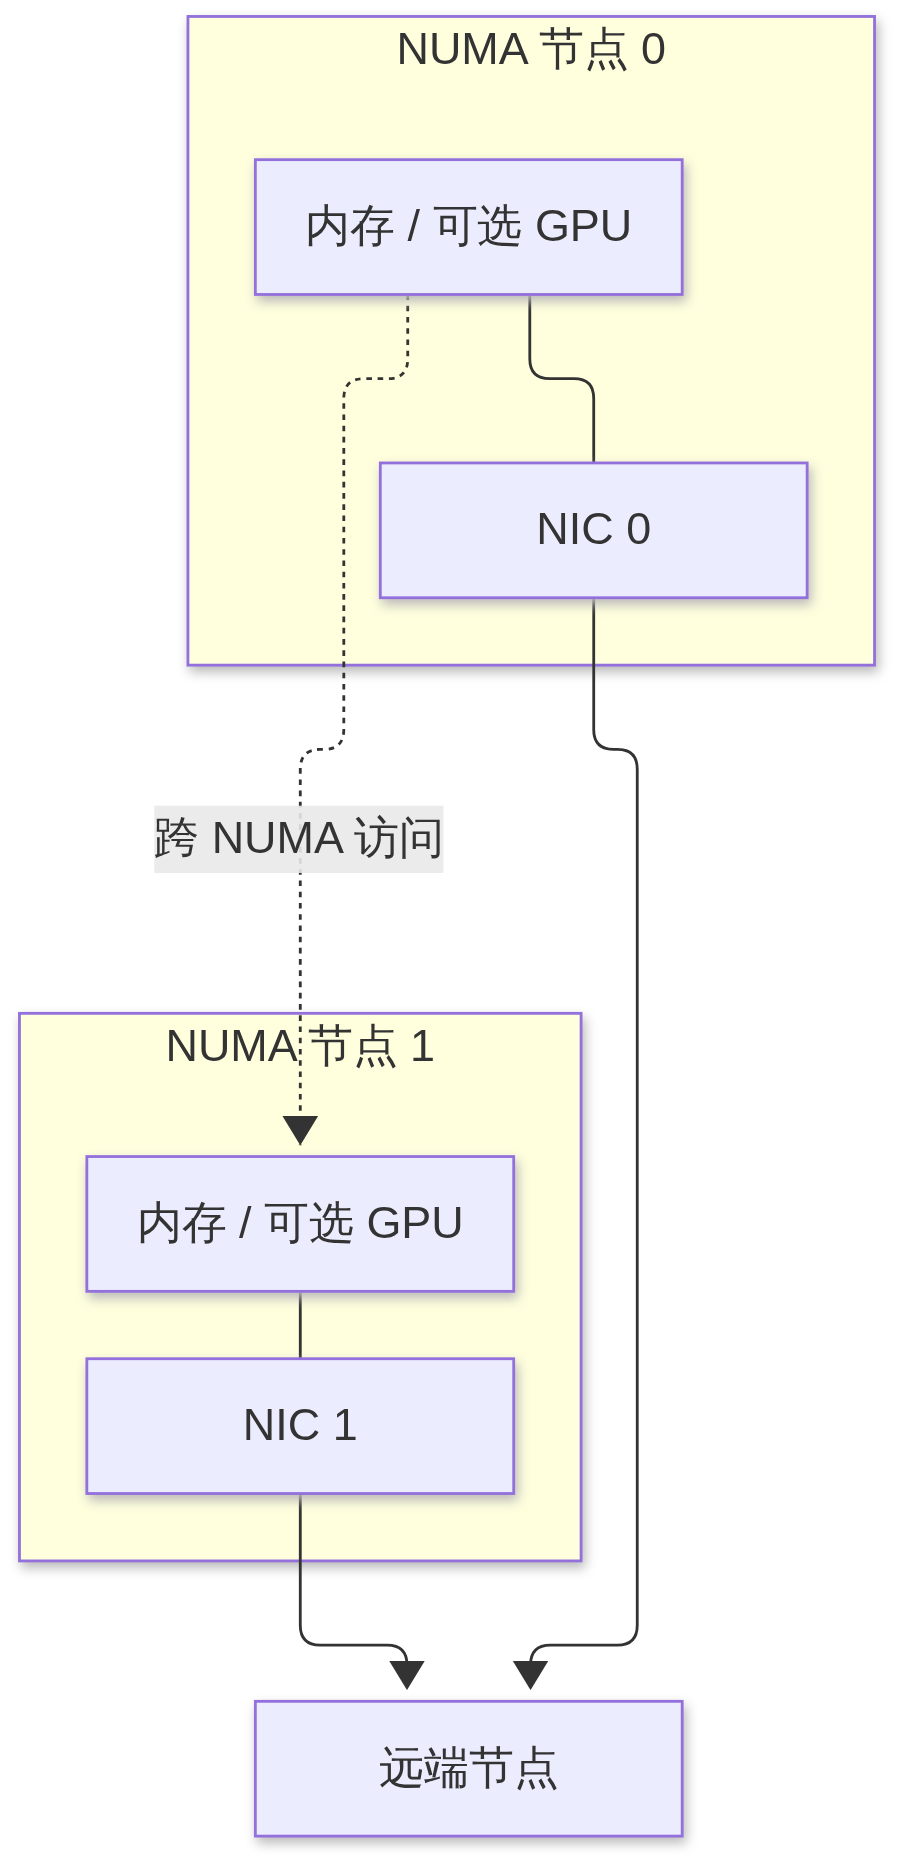 NUMA 节点 0
内存 / 可选 GPU
NIC 0
跨 NUMA 访问
NUMA 节点 1
内存 / 可选 GPU
NIC 1
远端节点